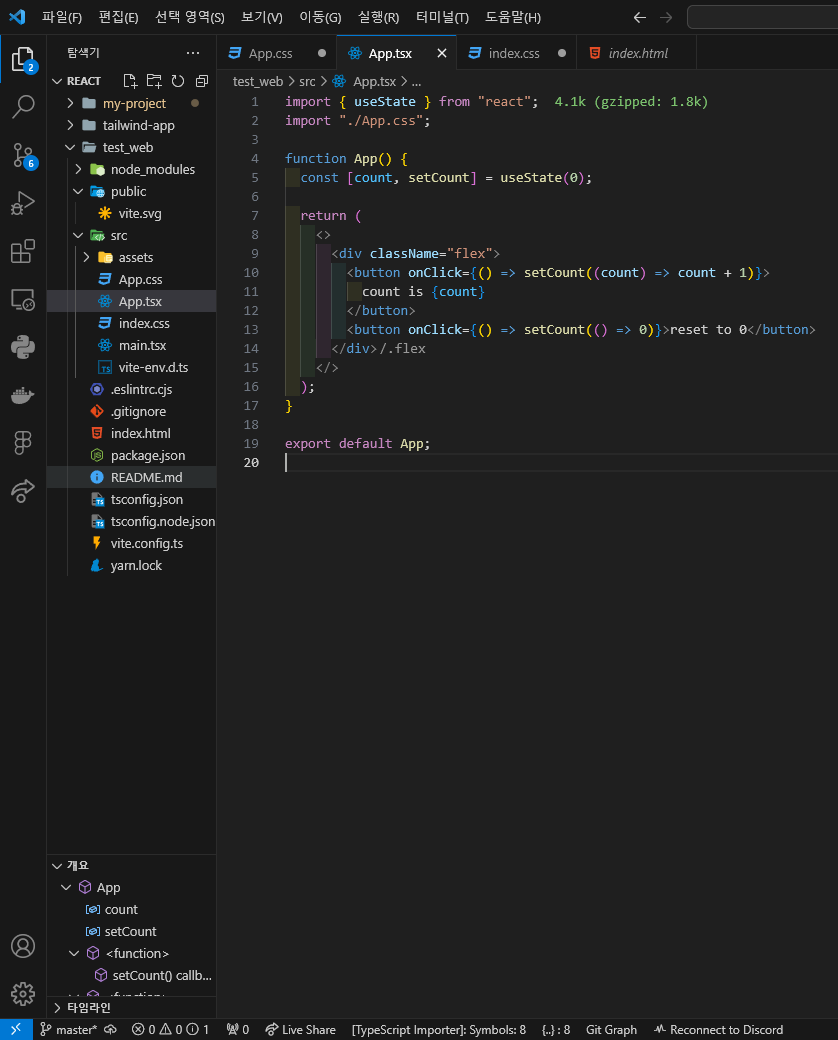 파일(F) 편집(E) 선택 영역(S) 보기(V) 이동(G) 실행(R) 터미널(T) 도움말(H)
탐색기 ...
REACT
my-project
tailwind-app
test_web
node_modules
public
vite.svg
src
assets
App.css
App.tsx
index.css
main.tsx
vite-env.d.ts
.eslintrc.cjs
.gitignore
index.html
package.json
README.md
tsconfig.json
tsconfig.node.json
vite.config.ts
yarn.lock
2
6
App.css App.tsx index.css index.html
test_web > src > App.tsx > ...
1 import { useState } from "react"; 4.1k (gzipped: 1.8k)
2 import "./App.css";
3
4 function App() {
5 const [count, setCount] = useState(0);
6
7 return (
8 <>
9 <div className="flex">
10 <button onClick={() => setCount((count) => count + 1)}>
11 count is {count}
12 </button>
13 <button onClick={() => setCount(() => 0)}>reset to 0</button>
14 </div>/.flex
15 </>
16 );
17 }
18
19 export default App;
20
개요
App
count
setCount
<function>
setCount() callb...
<function>
타임라인
master* 0 0 1 0 Live Share [TypeScript Importer]: Symbols: 8 {..} : 8 Git Graph Reconnect to Discord